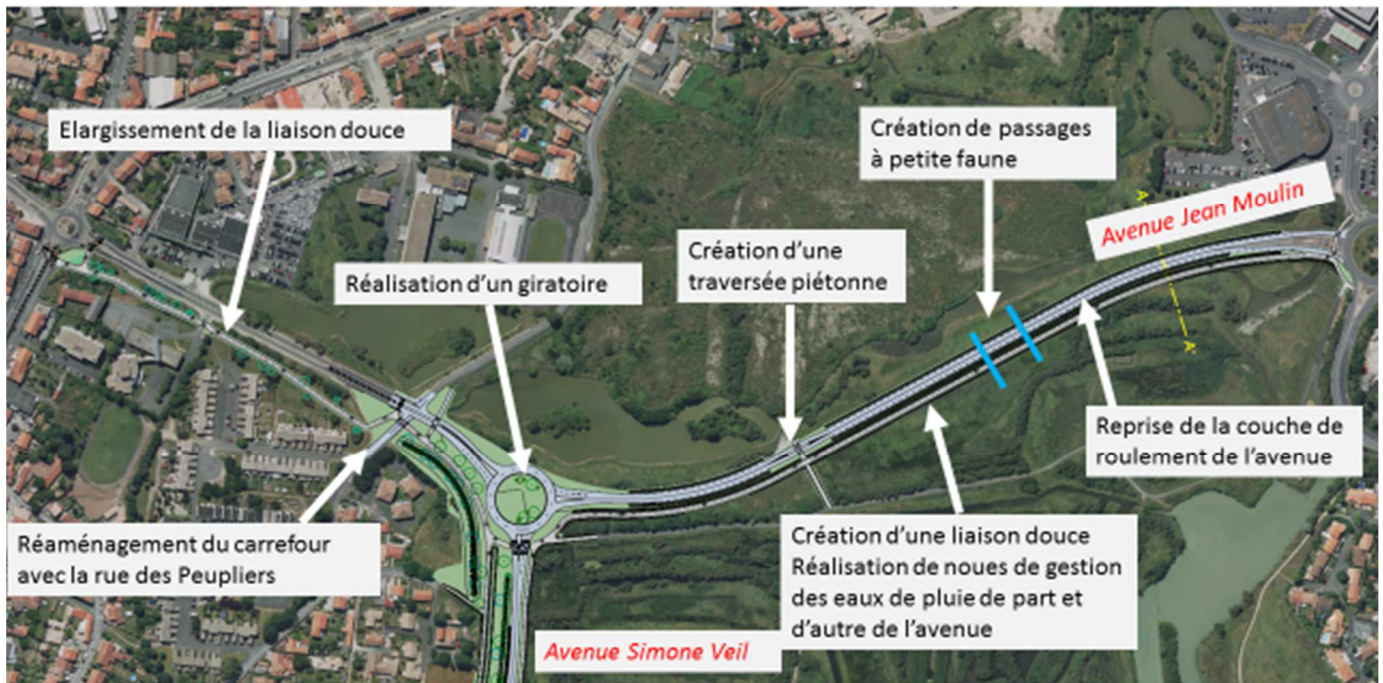 Elargissement de la liaison douce
Création de passages
à petite faune
Avenue Jean Moulin
A
Création d'une
traversée piétonne
Réalisation d'un giratoire
A'
Reprise de la couche de
roulement de l'avenue
Réaménagement du carrefour
avec la rue des Peupliers
Création d'une liaison douce
Réalisation de noues de gestion
des eaux de pluie de part et
d'autre de l'avenue
Avenue Simone Veil